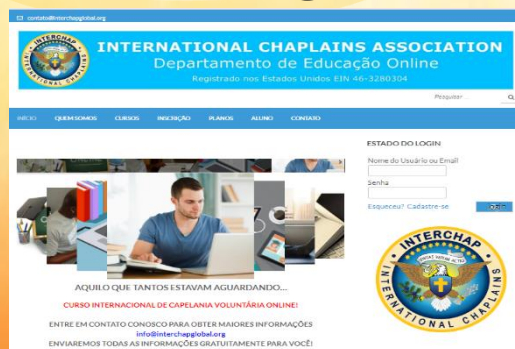 contato@interchapglobal.org
INTERNATIONAL CHAPLAINS ASSOCIATION
Departamento de Educação Online
Registrado nos Estados Unidos EIN 46-3280304
Pesquisar ...
INÍCIO QUEM SOMOS CURSOS INSCRIÇÃO PLANOS ALUNO CONTATO
ESTADO DO LOGIN
Nome do Usuário ou Email
Senha
Esqueceu? Cadastre-se
INTERCHAP
INTERNATIONAL CHAPLAINS
AQUILO QUE TANTOS ESTAVAM AGUARDANDO...
CURSO INTERNACIONAL DE CAPELANIA VOLUNTÁRIA ONLINE!
ENTRE EM CONTATO CONOSCO PARA OBTER MAIORES INFORMAÇÕES
info@interchapglobal.org
ENVIAREMOS TODAS AS INFORMAÇÕES GRATUITAMENTE PARA VOCÊ!